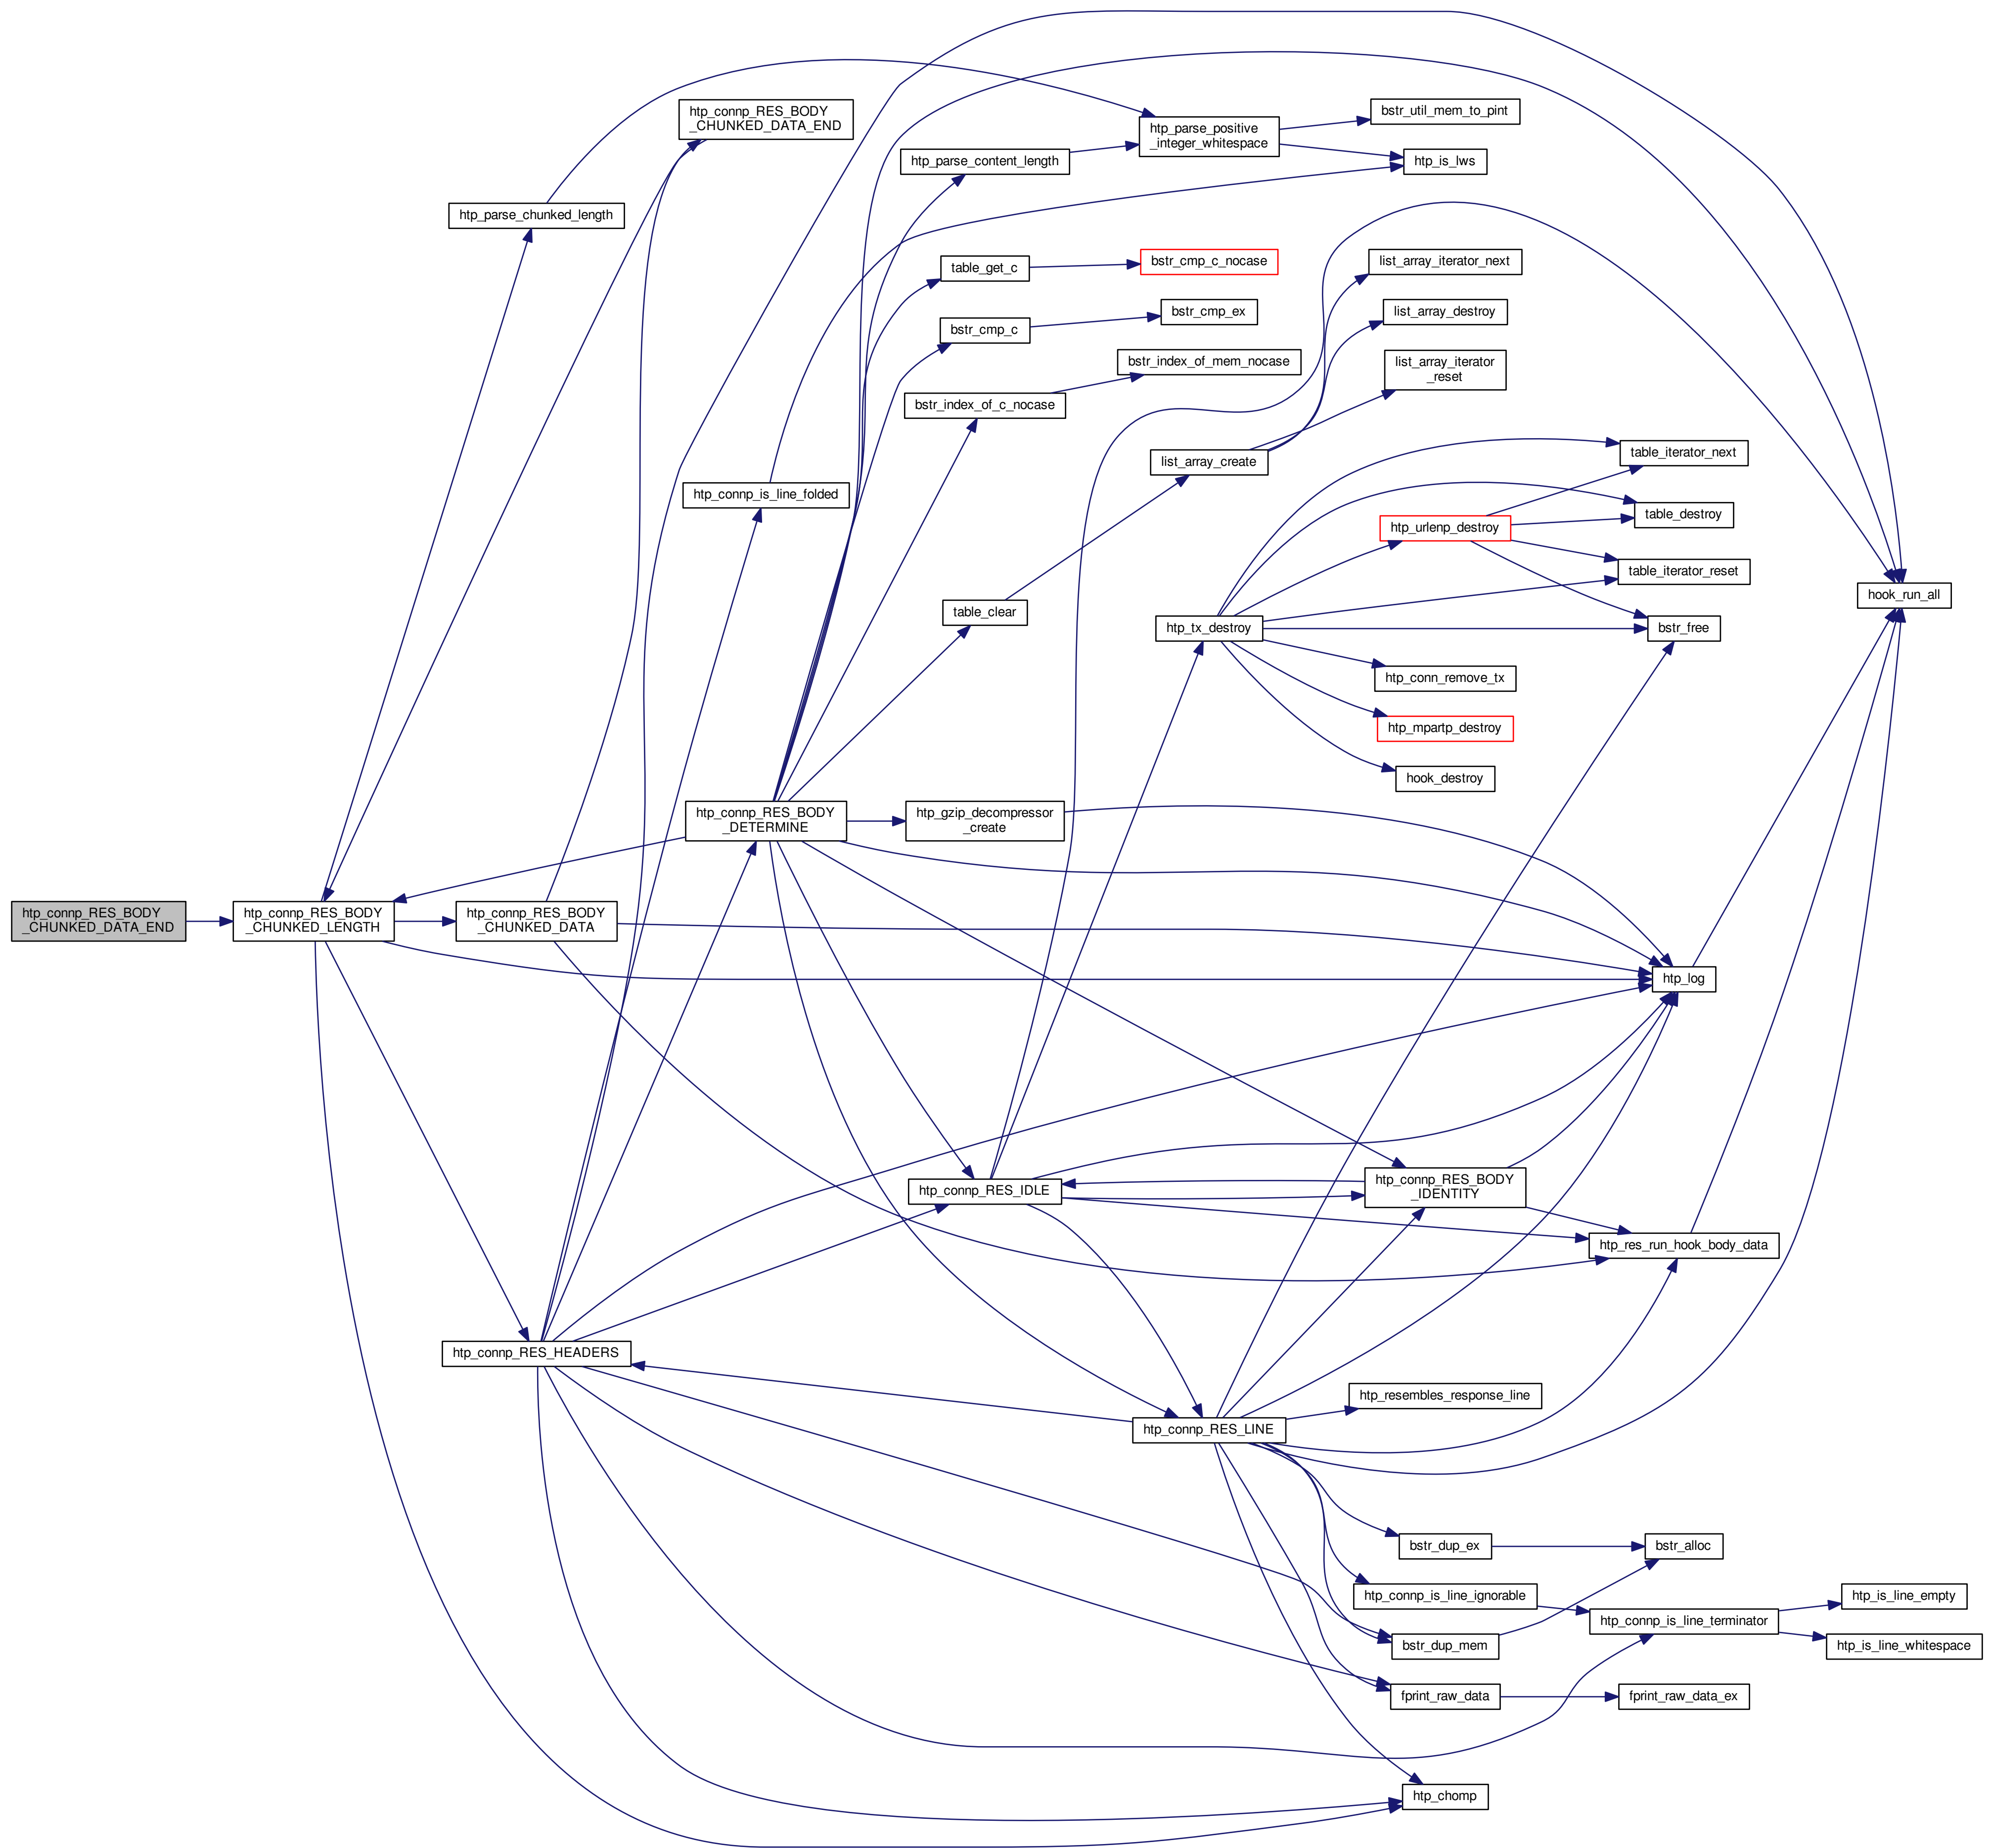 htp_connp_RES_BODY
_CHUNKED_DATA_END
htp_connp_RES_BODY
_CHUNKED_LENGTH
htp_parse_chunked_length
htp_connp_RES_BODY
_CHUNKED_DATA
htp_connp_RES_HEADERS
htp_connp_RES_BODY
_CHUNKED_DATA_END
htp_connp_is_line_folded
htp_connp_RES_BODY
_DETERMINE
htp_parse_content_length
table_get_c
bstr_cmp_c
bstr_index_of_c_nocase
table_clear
htp_gzip_decompressor
_create
htp_connp_RES_IDLE
htp_parse_positive
_integer_whitespace
bstr_cmp_c_nocase
bstr_cmp_ex
bstr_index_of_mem_nocase
list_array_create
htp_tx_destroy
htp_connp_RES_LINE
bstr_util_mem_to_pint
htp_is_lws
list_array_iterator_next
list_array_destroy
list_array_iterator
_reset
htp_urlenp_destroy
htp_conn_remove_tx
htp_mpartp_destroy
hook_destroy
htp_connp_RES_BODY
_IDENTITY
htp_resembles_response_line
bstr_dup_ex
htp_connp_is_line_ignorable
bstr_dup_mem
fprint_raw_data
htp_chomp
table_iterator_next
table_destroy
table_iterator_reset
bstr_free
htp_log
htp_res_run_hook_body_data
bstr_alloc
htp_connp_is_line_terminator
fprint_raw_data_ex
hook_run_all
htp_is_line_empty
htp_is_line_whitespace